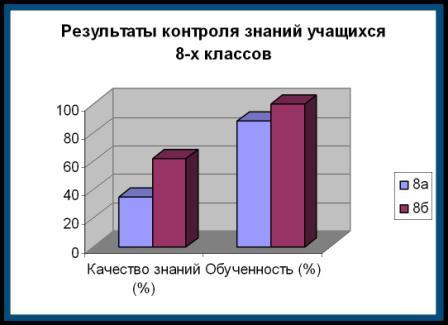 Результаты контроля знаний учащихся
8-х классов
100
80
60
40
20
0
Качество знаний Обученность (%)
(%)
8а
8б